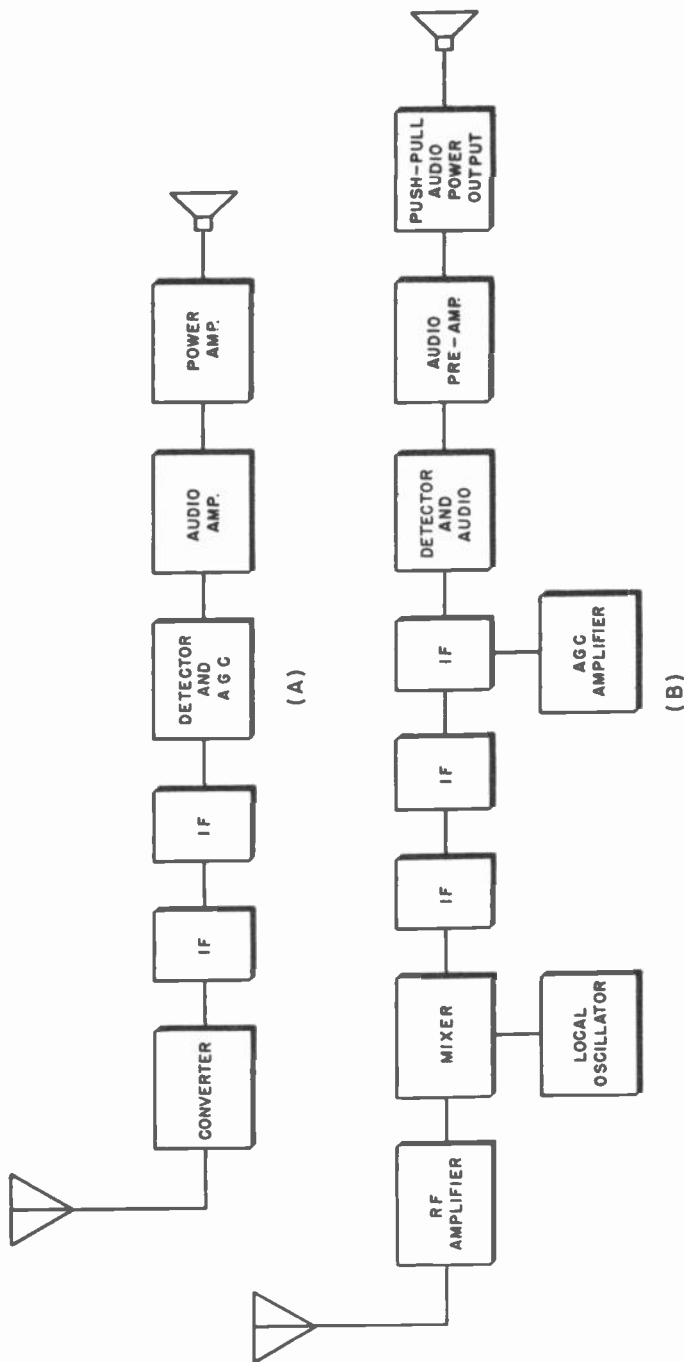 CONVERTER
IF
IF
DETECTOR
AND
AGC
AUDIO
AMP.
POWER
AMP.
(A)
RF
AMPLIFIER
MIXER
LOCAL
OSCILLATOR
IF
IF
IF
AGC
AMPLIFIER
DETECTOR
AND
AUDIO
AUDIO
PRE-AMP.
PUSH-PULL
AUDIO
POWER
OUTPUT
(B)